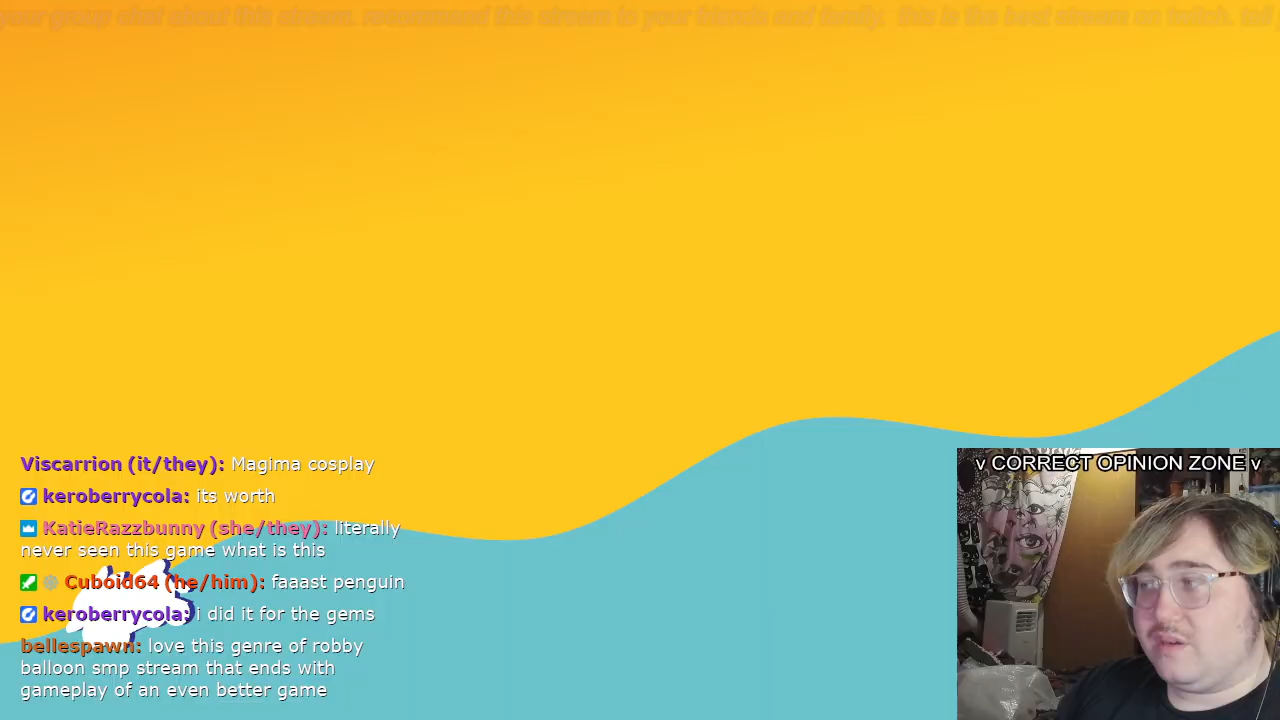 your group chat about this stream. recommend this stream to your friends and family. this is the best stream on twitch. tell
v CORRECT OPINION ZONE v
Viscarrion (it/they): Magima cosplay
keroberrycola: its worth
KatieRazzbunny (she/they): literally
never seen this game what is this
Cuboid64 (he/him): faaast penguin
keroberrycola: i did it for the gems
bellespawn: love this genre of robby
balloon smp stream that ends with
gameplay of an even better game